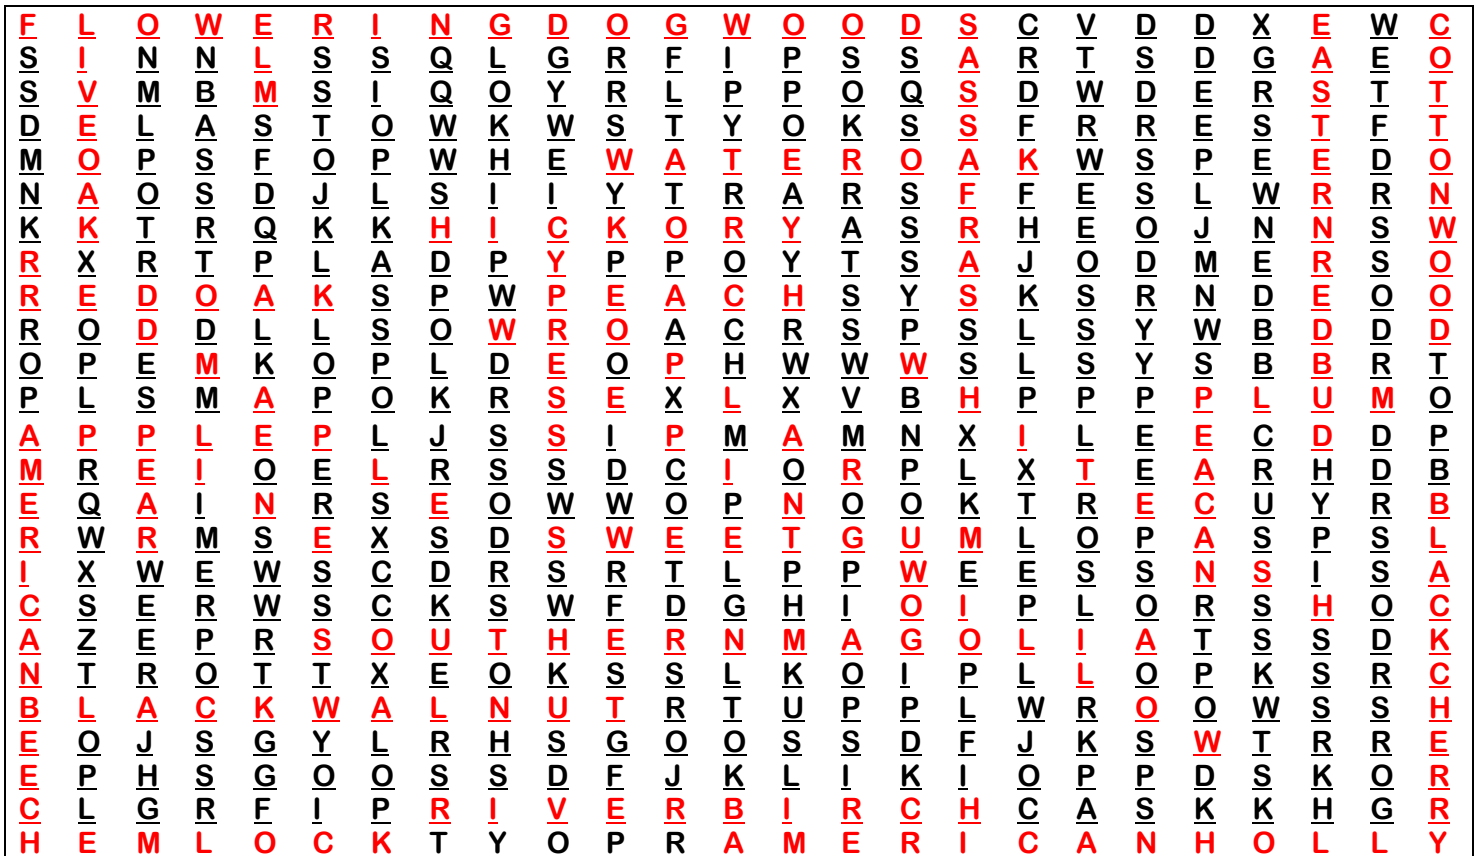 F L O W E R I N G D O G W O O D S C V D D X E W C
S I N N L S S Q L G R F I P S S A R T S D G A E O
S V M B M S I Q O Y R L P P O Q S D W D E R S T T
D E L A S T O W K W S T Y O K S S F R R E S T F T
M O P S F O P W H E W A T E R O A K W S P E E D O
N A O S D J L S I I Y T R A R S F F E S L W R R N
K K T R Q K K H I C K O R Y A S R H E O J N N S W
R X R T P L A D P Y P P O Y T S A J O D M E R S O
R E D O A K S P W P E A C H S Y S K S R N D E O O
R O D D L L S O W R O A C R S P S L S Y W B D D D
O P E M K O P L D E O P H W W W S L S Y S B B R T
P L S M A P O K R S E X L X V B H P P P P L U M O
A P P L E P L J S S I P M A M N X I L E E C D D P
M R E I O E L R S S D C I O R P L X T E A R H D B
E Q A I N R S E O W W O P N O O K T R E C U Y R B
R W R M S E X S D S W E E T G U M L O P A S P S L
I X W E W S C D R S R T L P P W E E S S N S I S A
C S E R W S C K S W F D G H I O I P L O R S H O C
A Z E P R S O U T H E R N M A G O L I A T S S D K
N T R O T T X E O K S S L K O I P L L O P K S R C
B L A C K W A L N U T R T U P P L W R O O W S S H
E O J S G Y L R H S G O O S S D F J K S W T R R E
E P H S G O O S S D F J K L I K I O P P D S K O R
C L G R F I P R I V E R B I R C H C A S K K H G R
H E M L O C K T Y O P R A M E R I C A N H O L L Y